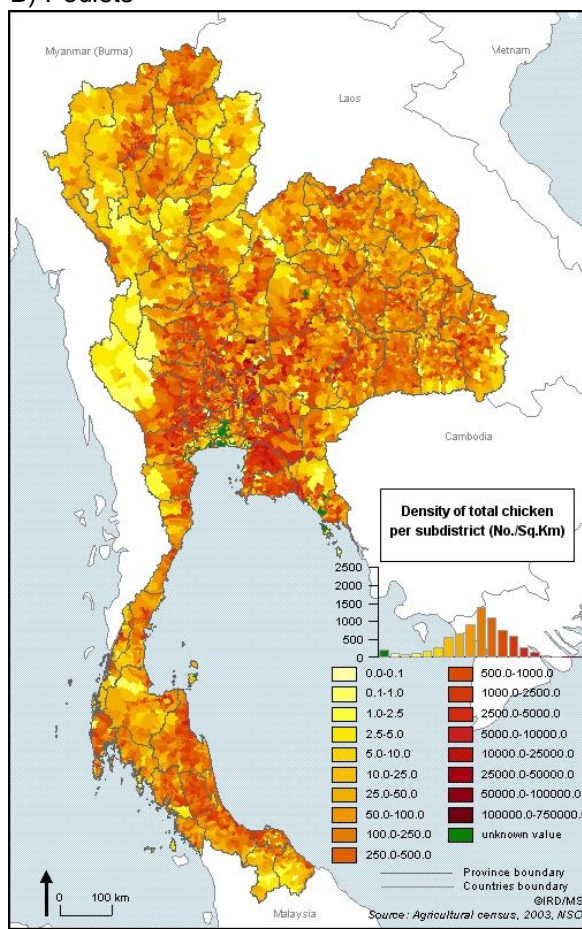 Myanmar (Burma)
Vietnam
Laos
Cambodia
Density of total chicken
per subdistrict (No./Sq.Km)
2500
2000
1500
1000
500
0
0.0-0.1
0.1-1.0
1.0-2.5
2.5-5.0
5.0-10.0
10.0-25.0
25.0-50.0
50.0-100.0
100.0-250.0
250.0-500.0
500.0-1000.0
1000.0-2500.0
2500.0-5000.0
5000.0-10000.0
10000.0-25000.0
25000.0-50000.0
50000.0-100000.0
100000.0-750000.
unknown value
Province boundary
Countries boundary
©IRD/MS
Source: Agricultural census, 2003, NSO
0 100 km
Malaysia